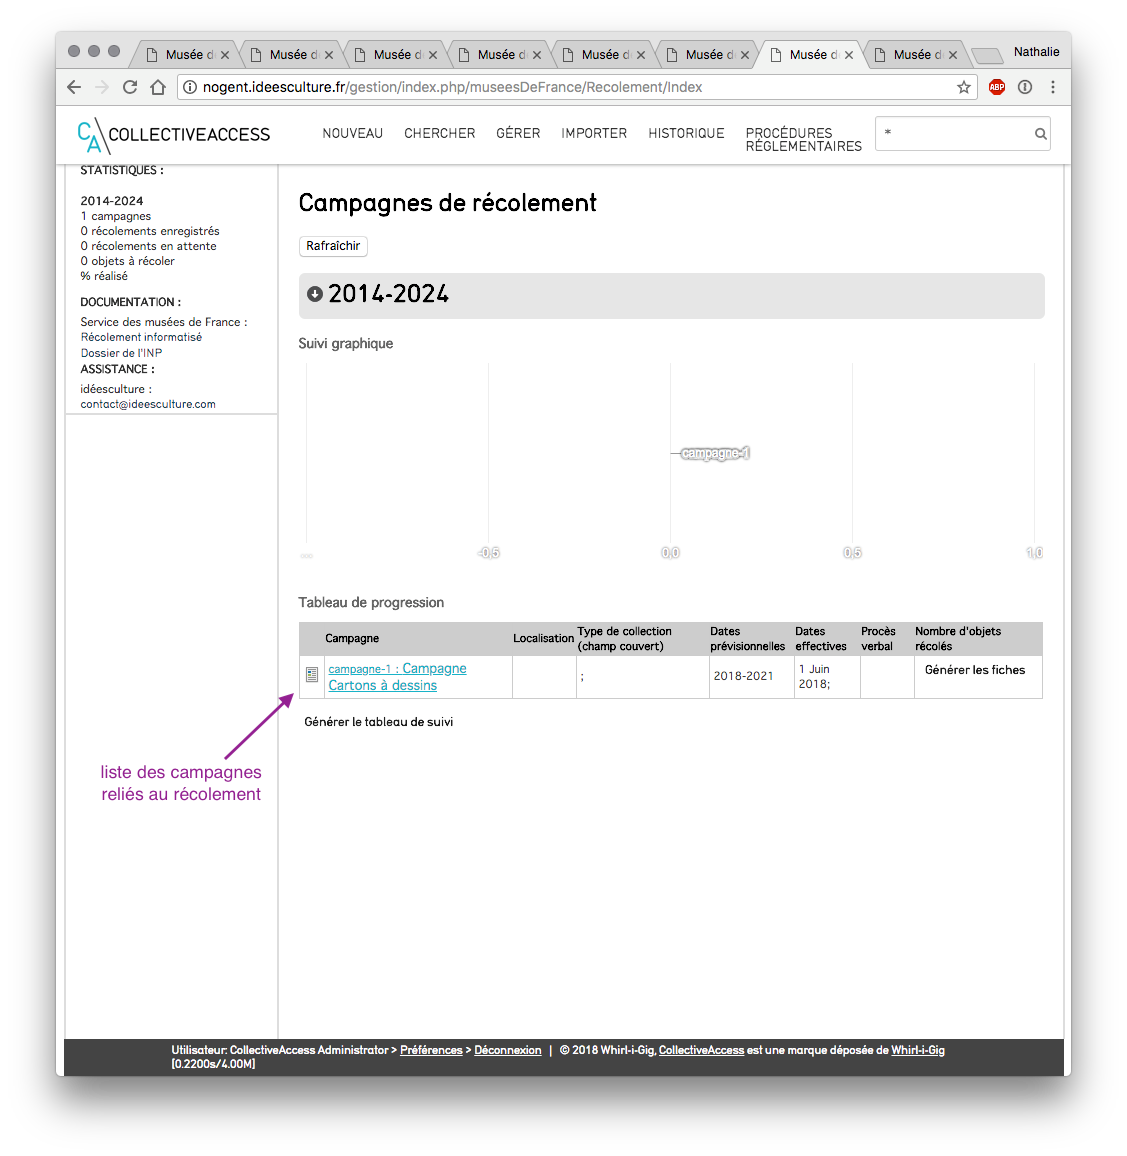 Musée d
Musée d
Musée d
Musée d
Musée d
Musée d
Musée d
Musée d
Nathalie
nogent.ideesculture.fr/gestion/index.php/museesDeFrance/Recolement/Index
ABP
CA COLLECTIVEACCESS
NOUVEAU
CHERCHER
GÉRER
IMPORTER
HISTORIQUE
PROCÉDURES
RÉGLEMENTAIRES
*
STATISTIQUES :
2014-2024
1 campagnes
0 récolements enregistrés
0 récolements en attente
0 objets à récoler
% réalisé
DOCUMENTATION :
Service des musées de France :
Récolement informatisé
Dossier de l'INP
ASSISTANCE :
idéesculture :
contact@ideesculture.com
Campagnes de récolement
Rafraîchir
2014-2024
Suivi graphique
campagne-1
-0,5
0,0
0,5
1,0
Tableau de progression
Campagne
Localisation
Type de collection
(champ couvert)
Dates
prévisionnelles
Dates
effectives
Procès
verbal
Nombre d'objets
récolés
campagne-1 : Campagne
Cartons à dessins
;
2018-2021
1 Juin
2018;
Générer les fiches
Générer le tableau de suivi
liste des campagnes
reliés au récolement
Utilisateur: CollectiveAccess Administrator > Préférences > Déconnexion | © 2018 Whirl-i-Gig, CollectiveAccess est une marque déposée de Whirl-i-Gig
[0.2200s/4.00M]